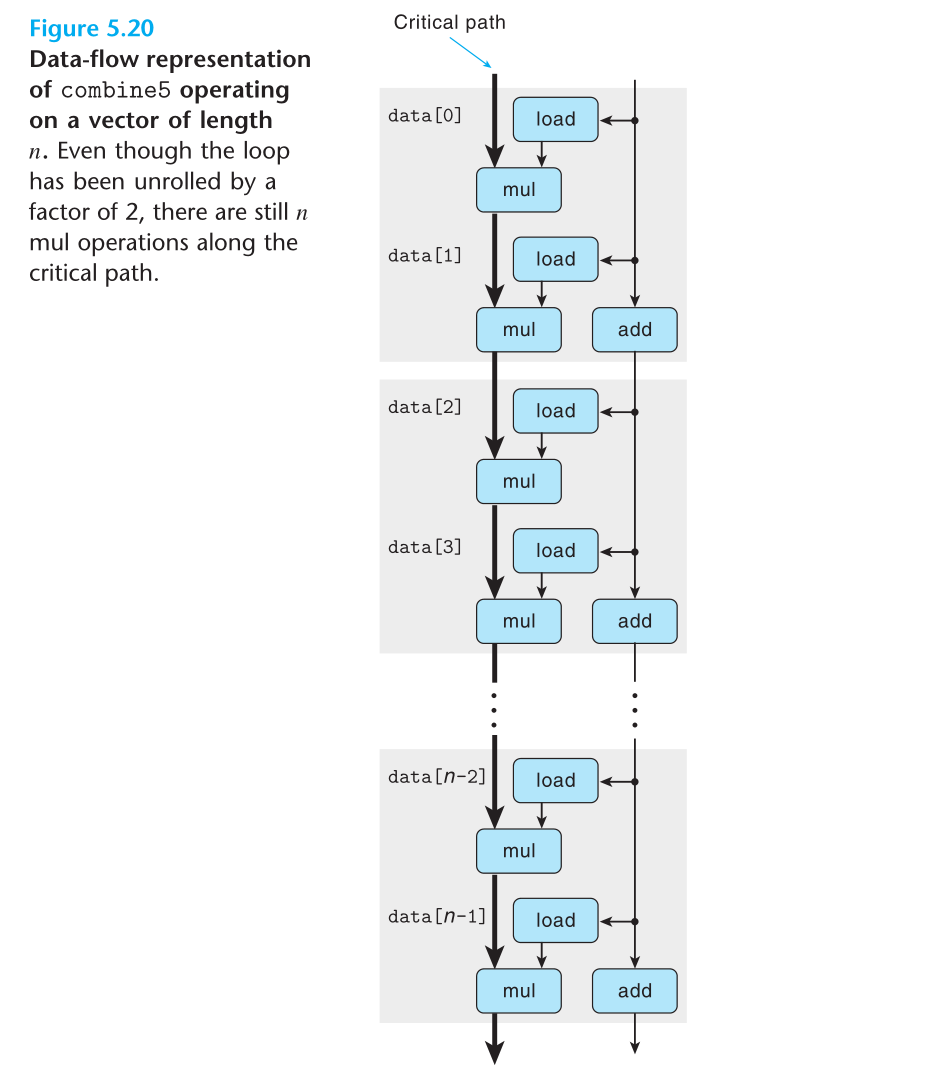 Figure 5.20
Data-flow representation
of combine5 operating
on a vector of length
n. Even though the loop
has been unrolled by a
factor of 2, there are still n
mul operations along the
critical path.
Critical path
data[0]
load
mul
data[1]
load
mul
add
data[2]
load
mul
data[3]
load
mul
add
data[n-2]
load
mul
data[n-1]
load
mul
add